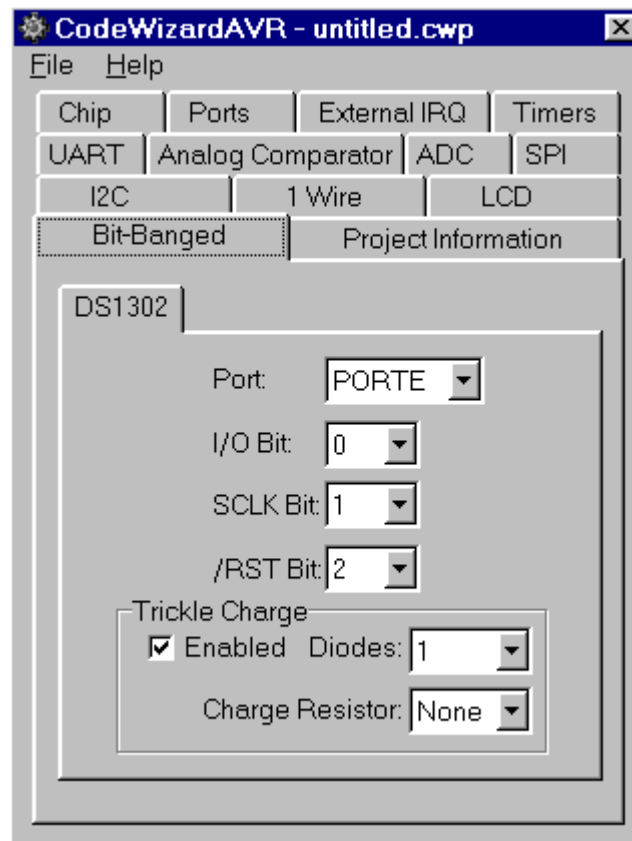 CodeWizardAVR - untitled.cwp
File Help
Chip Ports External IRQ Timers
UART Analog Comparator ADC SPI
I2C 1 Wire LCD
Bit-Banged Project Information
DS1302
Port: PORTE
I/O Bit: 0
SCLK Bit: 1
/RST Bit: 2
Trickle Charge
Enabled Diodes: 1
Charge Resistor: None